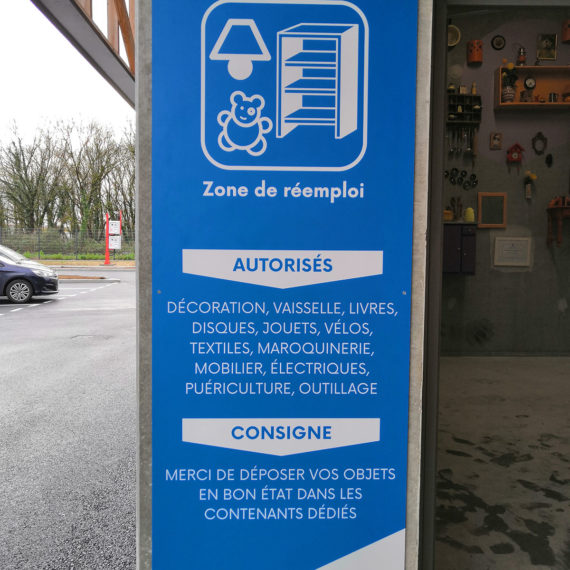 Zone de réemploi
AUTORISÉS
DÉCORATION, VAISSELLE, LIVRES,
DISQUES, JOUETS, VÉLOS,
TEXTILES, MAROQUINERIE,
MOBILIER, ÉLECTRIQUES,
PUÉRICULTURE, OUTILLAGE
CONSIGNE
MERCI DE DÉPOSER VOS OBJETS
EN BON ÉTAT DANS LES
CONTENANTS DÉDIÉS